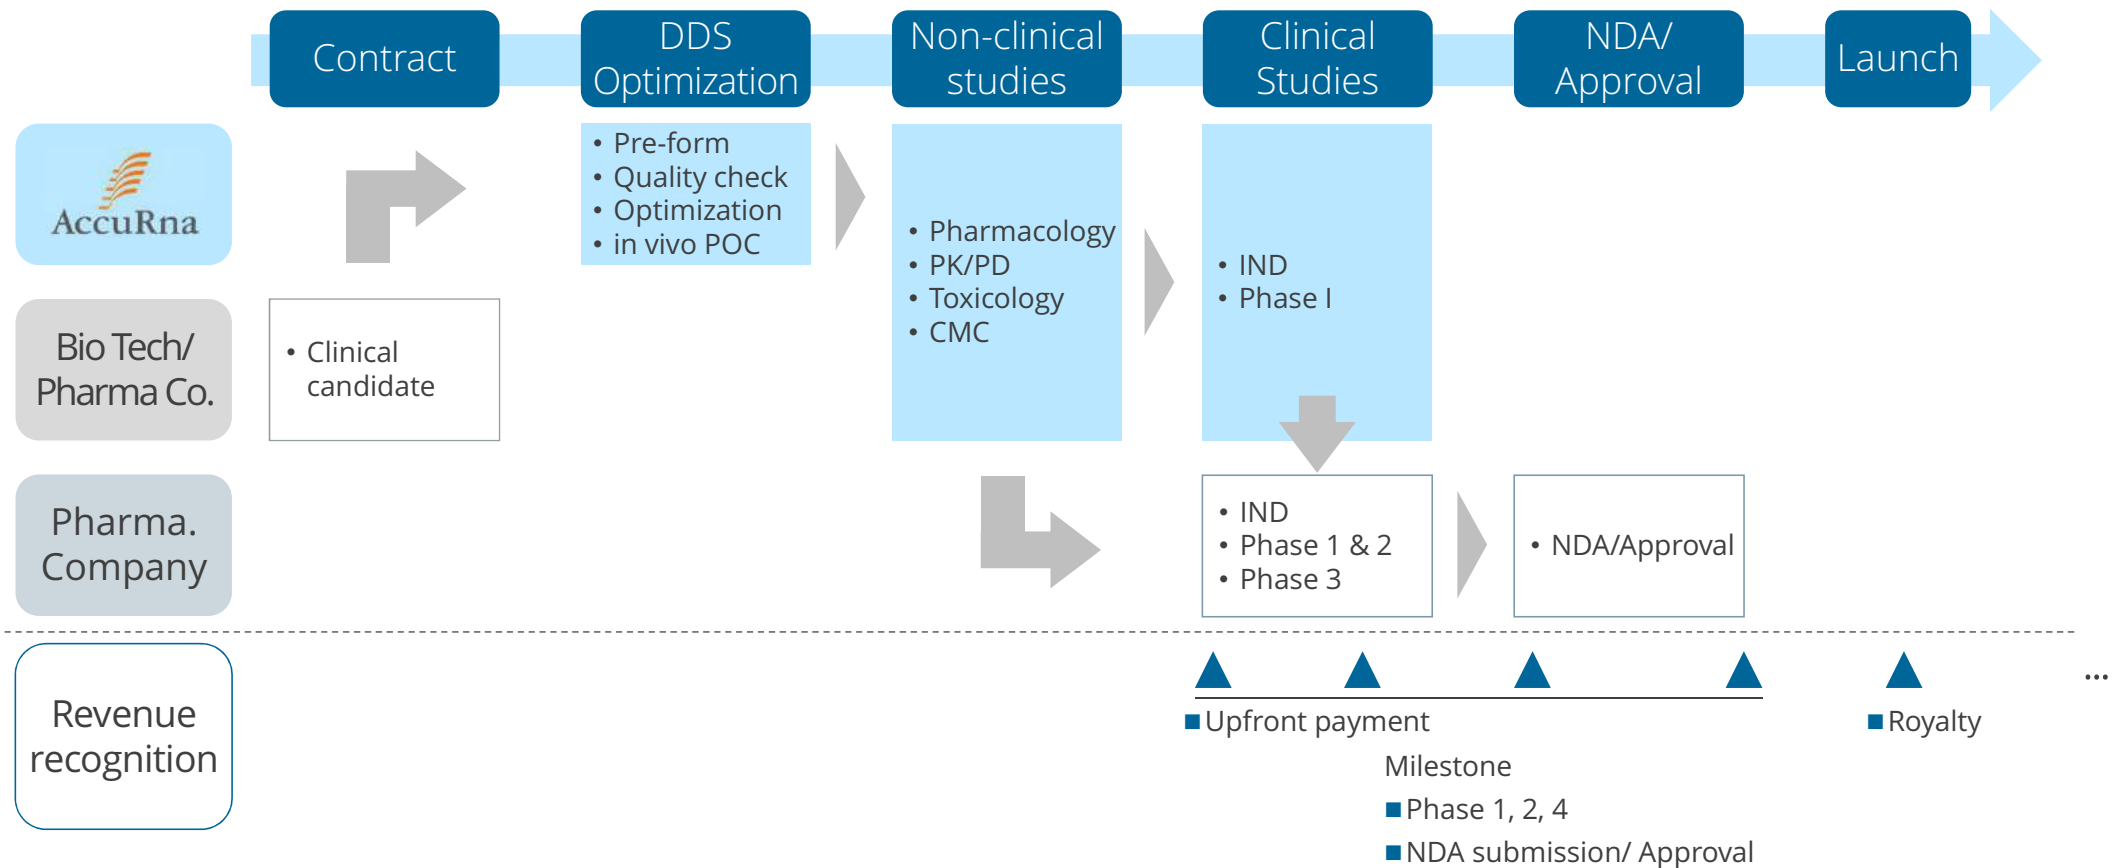 Contract
DDS
Optimization
Non-clinical
studies
Clinical
Studies
NDA/
Approval
Launch
AccuRna
• Pre-form
• Quality check
• Optimization
• in vivo POC
• Pharmacology
• PK/PD
• Toxicology
• CMC
• IND
• Phase I
Bio Tech/
Pharma Co.
• Clinical
candidate
Pharma.
Company
• IND
• Phase 1 & 2
• Phase 3
• NDA/Approval
Revenue
recognition
...
■ Upfront payment
■ Royalty
Milestone
■ Phase 1, 2, 4
■ NDA submission/ Approval